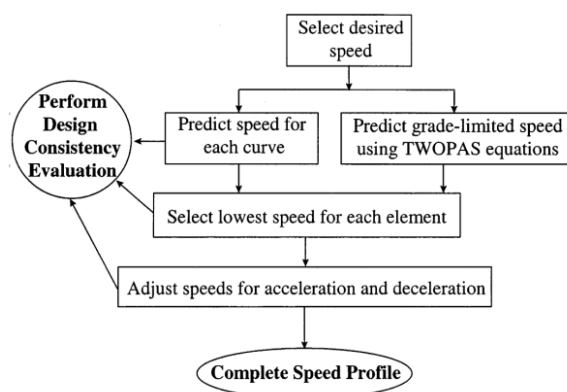 Select desired
speed
Perform
Design
Consistency
Evaluation
Predict speed for
each curve
Predict grade-limited speed
using TWOPAS equations
Select lowest speed for each element
Adjust speeds for acceleration and deceleration
Complete Speed Profile